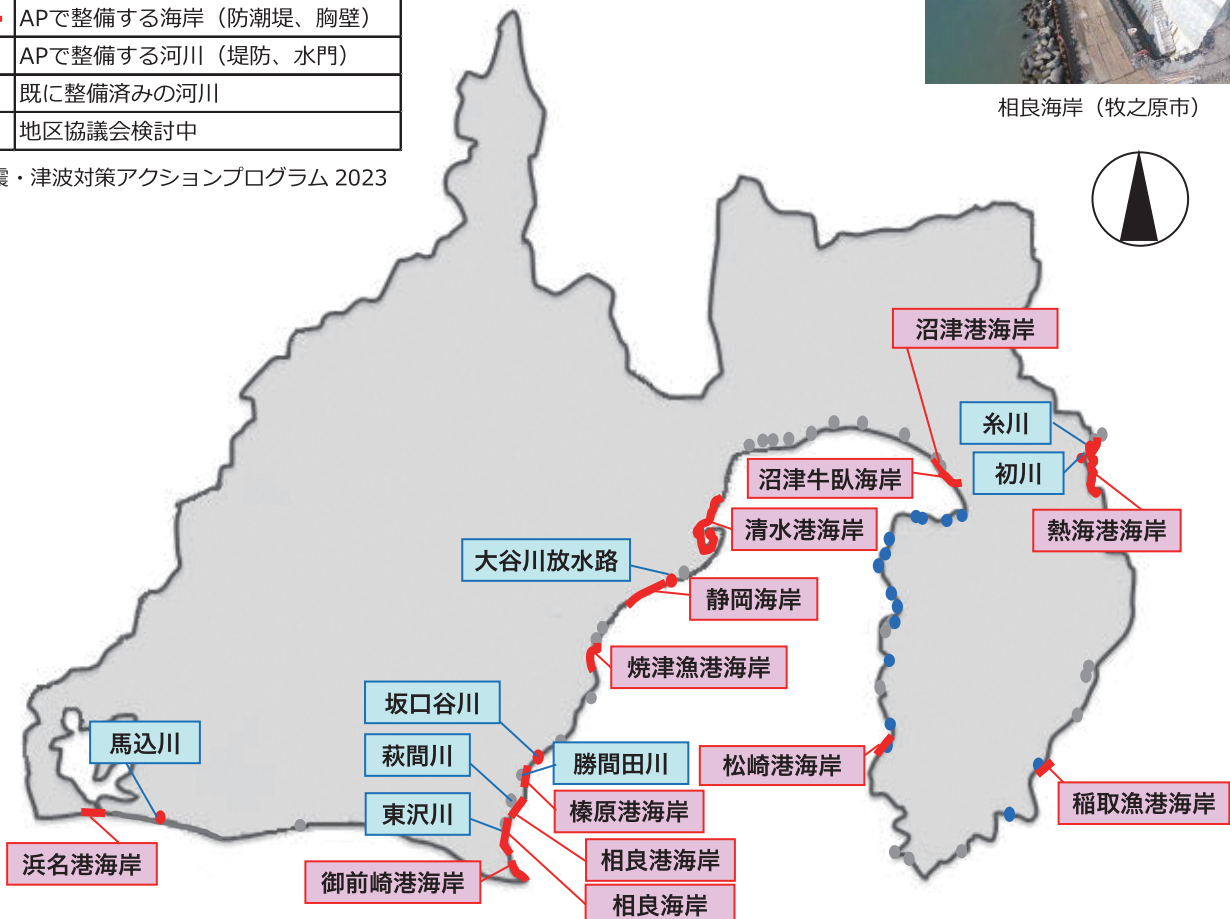 APで整備する海岸（防潮堤、胸壁）
APで整備する河川（堤防、水門）
既に整備済みの河川
地区協議会検討中
・津波対策アクションプログラム 2023
相良海岸（牧之原市）
沼津港海岸
糸川
初川
沼津牛臥海岸
清水港海岸
熱海港海岸
大谷川放水路
静岡海岸
焼津漁港海岸
坂口谷川
馬込川
萩間川
勝間田川
松崎港海岸
東沢川
榛原港海岸
稲取漁港海岸
浜名港海岸
相良港海岸
御前崎港海岸
相良海岸